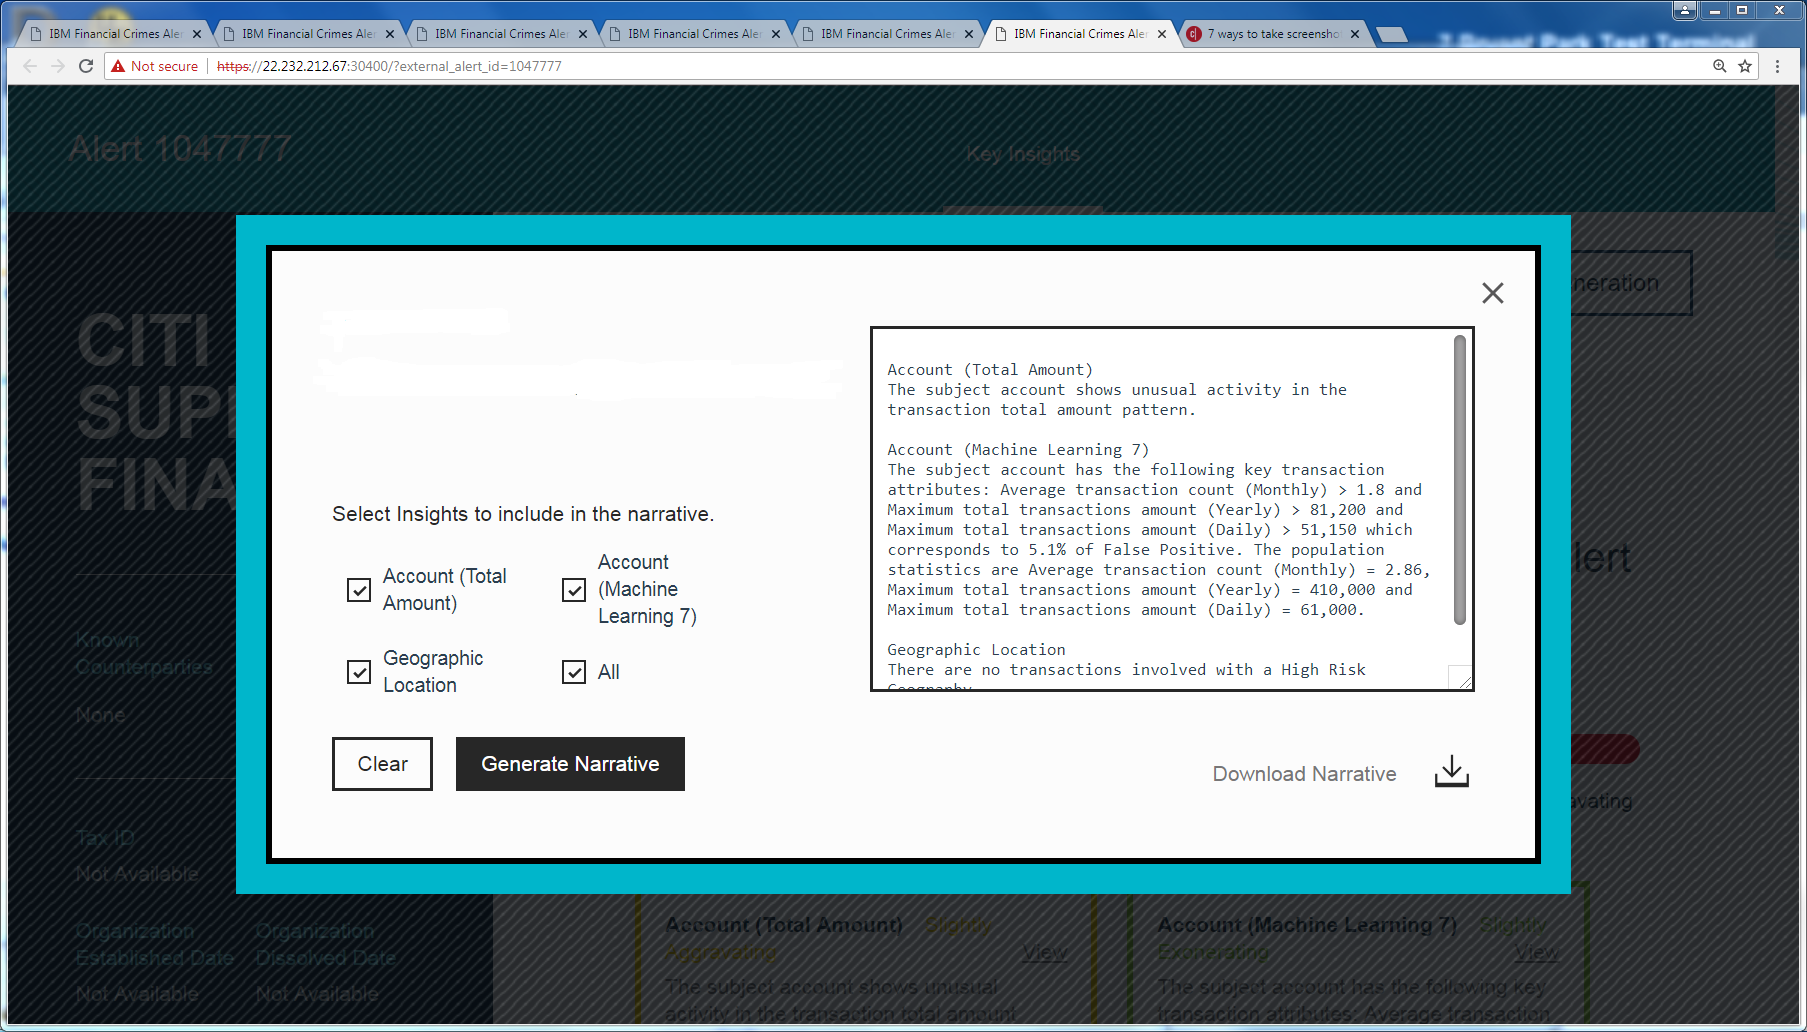 IBM Financial Crimes Aler
IBM Financial Crimes Aler
IBM Financial Crimes Aler
IBM Financial Crimes Aler
IBM Financial Crimes Aler
IBM Financial Crimes Aler
7 ways to take screensho
Not secure
https://22.232.212.67:30400/?external_alert_id=1047777
Alert 1047777
Key Insights
neration
CITI
SUP
FINA
Select Insights to include in the narrative.
Account (Total
Amount)
Account
(Machine
Learning 7)
Geographic
Location
All
Clear
Generate Narrative
Account (Total Amount)
The subject account shows unusual activity in the
transaction total amount pattern.
Account (Machine Learning 7)
The subject account has the following key transaction
attributes: Average transaction count (Monthly) > 1.8 and
Maximum total transactions amount (Yearly) > 81,200 and
Maximum total transactions amount (Daily) > 51,150 which
corresponds to 5.1% of False Positive. The population
statistics are Average transaction count (Monthly) = 2.86,
Maximum total transactions amount (Yearly) = 410,000 and
Maximum total transactions amount (Daily) = 61,000.
Geographic Location
There are no transactions involved with a High Risk
Geography
Download Narrative
lert
avating
Known
Counterparties
None
Tax ID
Not Available
Organization
Established Date
Not Available
Organization
Dissolved Date
Not Available
Account (Total Amount) Slightly
Aggravating
View
The subject account shows unusual
activity in the transaction total amount
Account (Machine Learning 7) Slightly
Exonerating
View
The subject account has the following key
transaction attributes: Average transaction